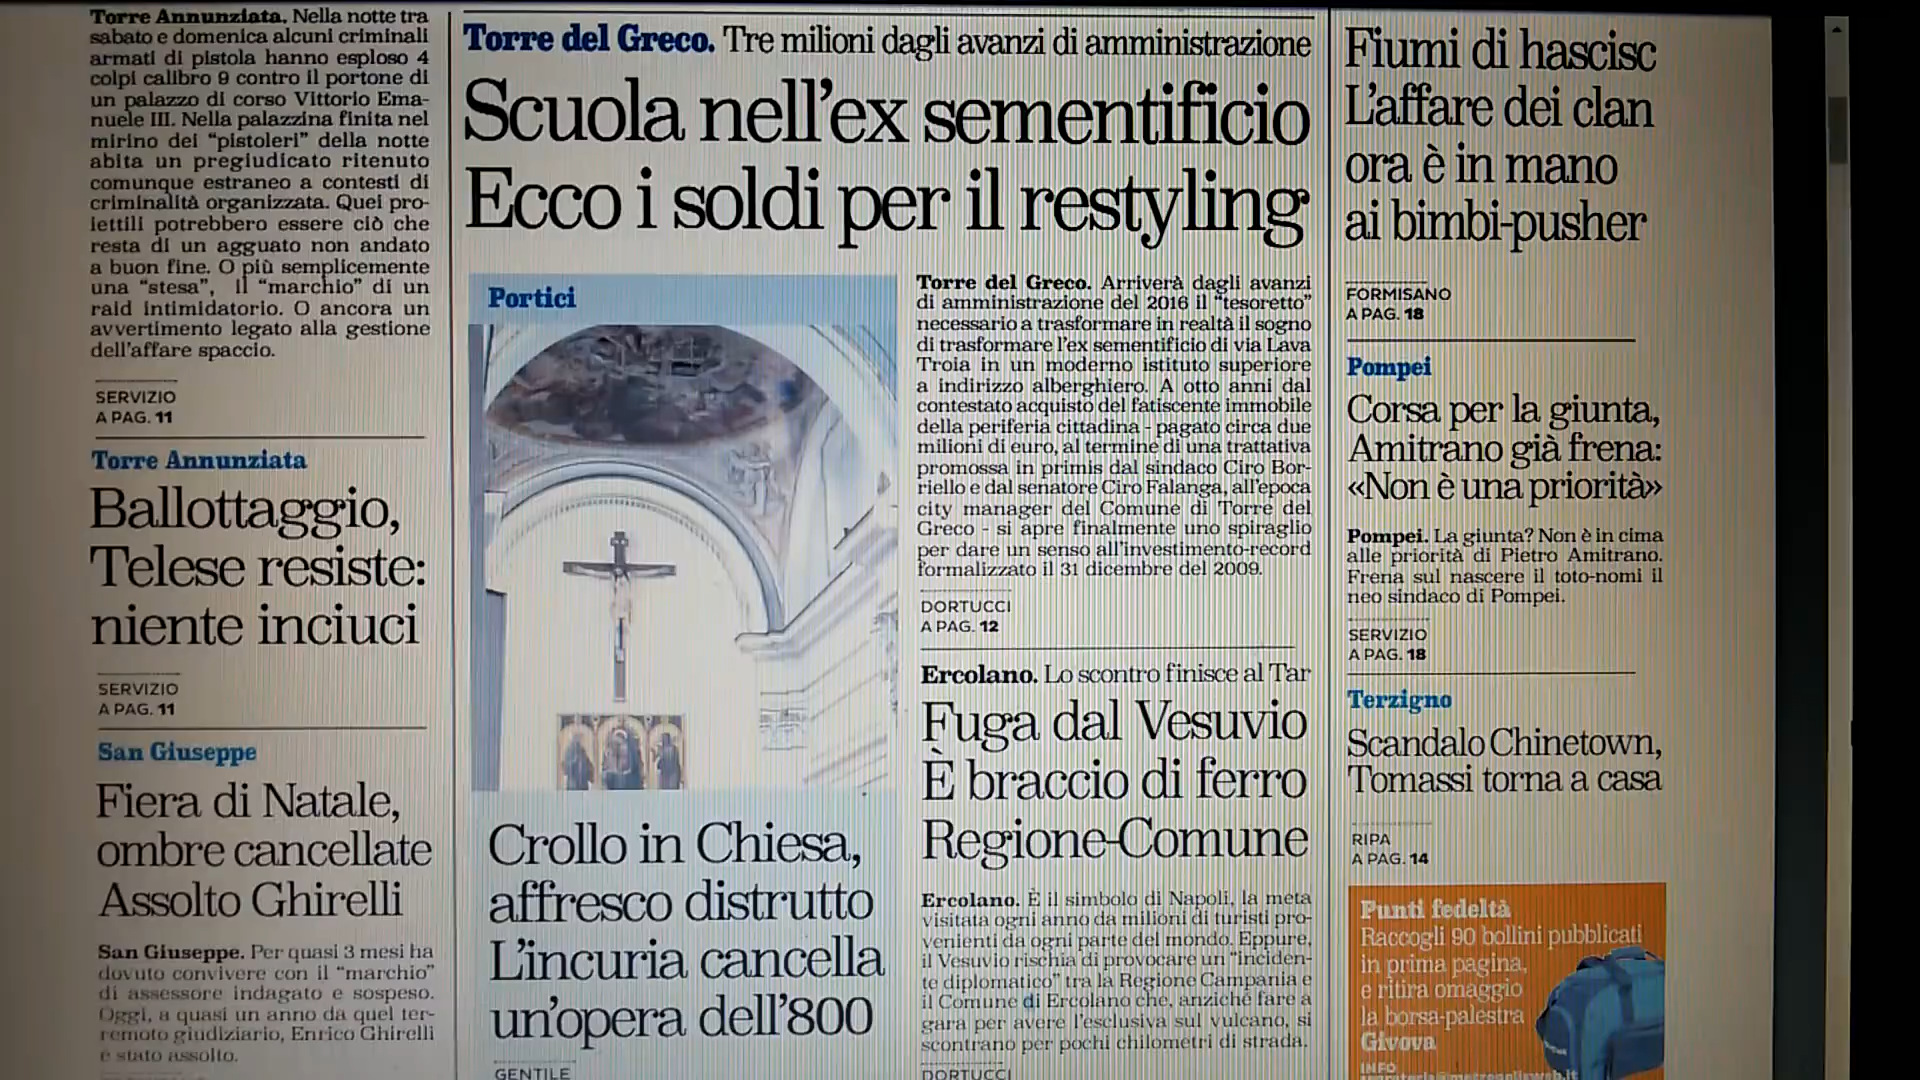 Torre Annunziata. Nella notte tra
sabato e domenica alcuni criminali
armati di pistola hanno esploso 4
colpi calibro 9 contro il portone di
un palazzo di corso Vittorio Ema-
nuele III. Nella palazzina finita nel
mirino dei "pistoleri" della notte
abita un pregiudicato ritenuto
comunque estraneo a contesti di
criminalità organizzata. Quei pro-
iettili potrebbero essere ciò che
resta di un agguato non andato
a buon fine. O più semplicemente
una "stesa", il "marchio" di un
raid intimidatorio. O ancora un
avvertimento legato alla gestione
dell'affare spaccio.
SERVIZIO
A PAG. 11
Torre Annunziata
Ballottaggio,
Telese resiste:
niente inciuci
SERVIZIO
A PAG. 11
San Giuseppe
Fiera di Natale,
ombre cancellate
Assolto Ghirelli
San Giuseppe. Per quasi 3 mesi ha
dovuto convivere con il "marchio"
di assessore indagato e sospeso.
Oggi, a quasi un anno da quel ter-
remoto giudiziario, Enrico Ghirelli
è stato assolto.
Torre del Greco. Tre milioni dagli avanzi di amministrazione
Scuola nell'ex sementificio
Ecco i soldi per il restyling
Portici
Crollo in Chiesa,
affresco distrutto
L'incuria cancella
un'opera dell'800
GENTILE
Torre del Greco. Arriverà dagli avanzi
di amministrazione del 2016 il "tesoretto"
necessario a trasformare in realtà il sogno
di trasformare l'ex sementificio di via Lava
Troia in un moderno istituto superiore
a indirizzo alberghiero. A otto anni dal
contestato acquisto del fatiscente immobile
della periferia cittadina - pagato circa due
milioni di euro, al termine di una trattativa
promossa in primis dal sindaco Ciro Bor-
riello e dal senatore Ciro Falanga, all'epoca
city manager del Comune di Torre del
Greco - si apre finalmente uno spiraglio
per dare un senso all'investimento-record
formalizzato il 31 dicembre del 2009.
DORTUCCI
A PAG. 12
Ercolano. Lo scontro finisce al Tar
Fuga dal Vesuvio
È braccio di ferro
Regione-Comune
Ercolano. È il simbolo di Napoli, la meta
visitata ogni anno da milioni di turisti pro-
venienti da ogni parte del mondo. Eppure,
il Vesuvio rischia di provocare un "inciden-
te diplomatico" tra la Regione Campania e
il Comune di Ercolano che, anziché fare a
gara per avere l'esclusiva sul vulcano, si
scontrano per pochi chilometri di strada.
DORTUCCI
Fiumi di hascisc
L'affare dei clan
ora è in mano
ai bimbi-pusher
FORMISANO
A PAG. 18
Pompei
Corsa per la giunta,
Amitrano già frena:
«Non è una priorità»
Pompei. La giunta? Non è in cima
alle priorità di Pietro Amitrano.
Frena sul nascere il toto-nomi il
neo sindaco di Pompei.
SERVIZIO
A PAG. 18
Terzigno
Scandalo Chinetown,
Tomassi torna a casa
RIPA
A PAG. 14
Punti fedeltà
Raccogli 90 bollini pubblicati
in prima pagina,
e ritira omaggio
la borsa-palestra
Givova
INFO